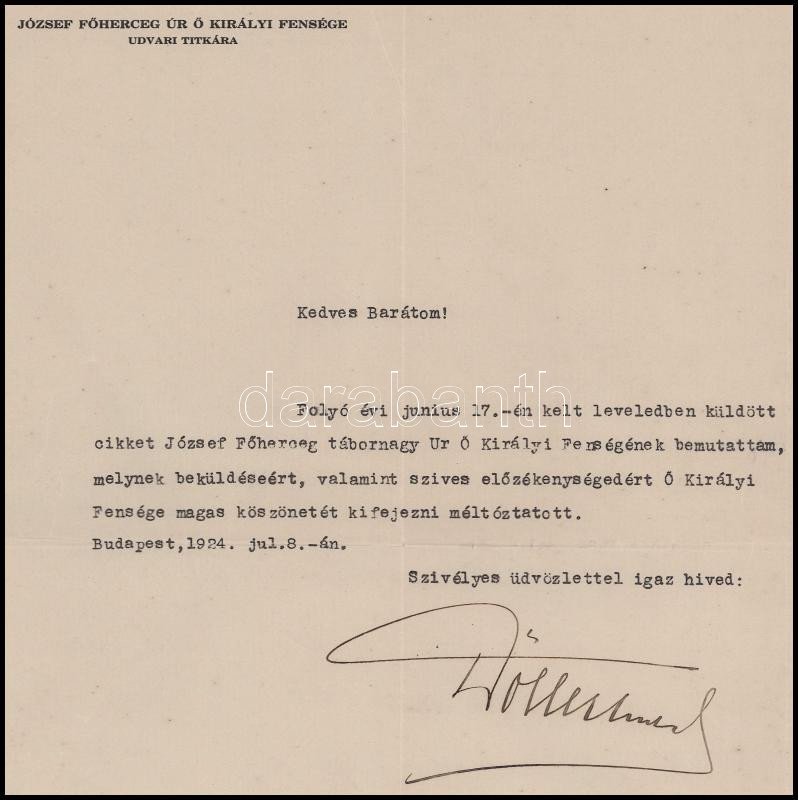 JÓZSEF FŐHERCEG ÚR Ő KIRÁLYI FENSÉGE
UDVARI TITKÁRA
Kedves Barátom!
darabanth
Folyó évi junius 17.-én kelt leveledben küldött
cikket József Főherceg tábornagy Ur Ő Királyi Fenségének bemutattam,
melynek beküldéseért, valamint szives előzékenységedért Ő Királyi
Fensége magas köszönetét kifejezni méltóztatott.
Budapest,1924. jul.8.-án.
Szivélyes üdvözlettel igaz hived: